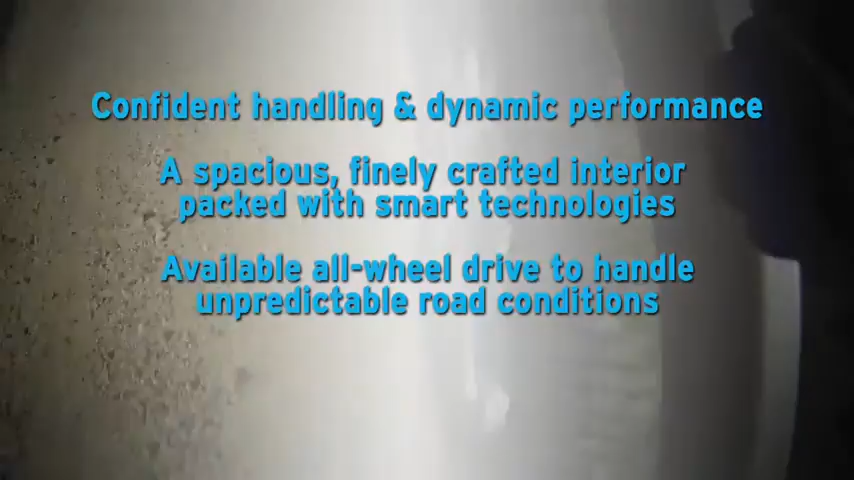 Confident handling & dynamic performance
A spacious, finely crafted interior
packed with smart technologies
Available all-wheel drive to handle
unpredictable road conditions